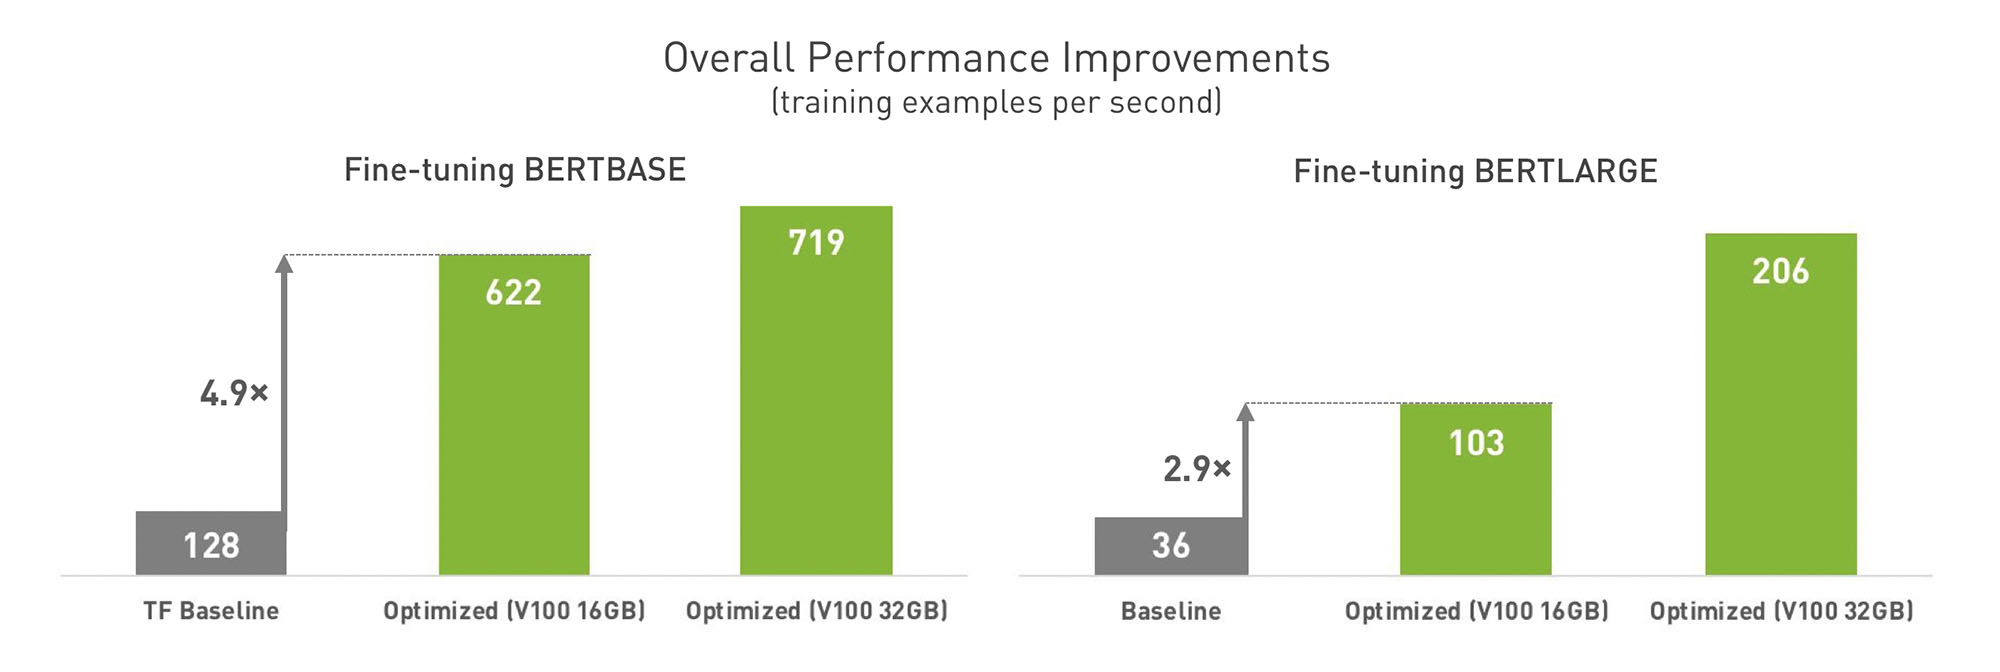 Overall Performance Improvements
(training examples per second)
Fine-tuning BERTBASE
719
622
4.9×
128
TF Baseline
Optimized (V100 16GB)
Optimized (V100 32GB)
Fine-tuning BERTLARGE
206
103
2.9×
36
Baseline
Optimized (V100 16GB)
Optimized (V100 32GB)